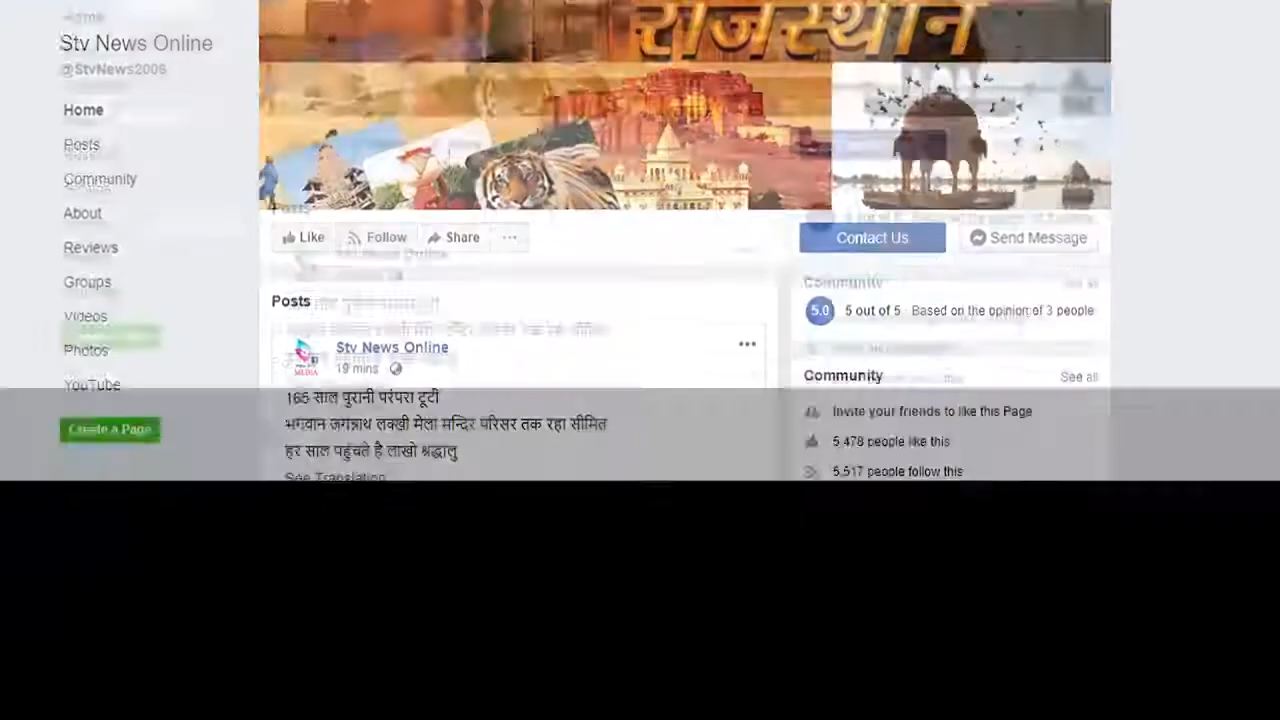 राजस्थान
Home
Stv News Online
@StvNews2006
Home
Posts
Community
About
Reviews
Groups
Videos
Photos
YouTube
Create a Page
Like
Follow
Share
Contact Us
Send Message
Posts
Stv News Online
19 mins
165 साल पुरानी परंपरा टूटी
भगवान जगन्नाथ लक्खी मेला मन्दिर परिसर तक रहा सीमित
हर साल पहुंचते है लाखो श्रद्धालु
See Translation
Community
5.0
5 out of 5 · Based on the opinion of 3 people
Community
See all
Invite your friends to like this Page
5,478 people like this
5,517 people follow this